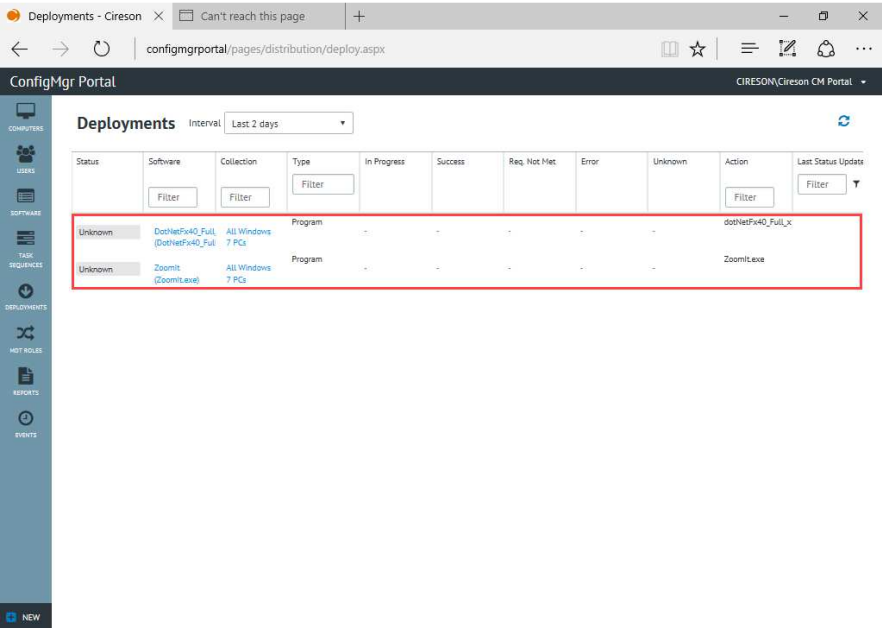 Deployments - Cireson
Can't reach this page
configmgrportal/pages/distribution/deploy.aspx
ConfigMgr Portal
CIRESON\Cireson CM Portal
COMPUTERS
USERS
SOFTWARE
TASK
SEQUENCES
DEPLOYMENTS
MDT ROLES
REPORTS
EVENTS
NEW
Deployments Interval Last 2 days
Status Software Collection Type In Progress Success Req. Not Met Error Unknown Action Last Status Update
Filter Filter Filter Filter Filter
Unknown DotNetFx40_Full, All Windows Program - - - - - dotNetFx40_Full_x
(DotNetFx40_Ful 7 PCs
Unknown Zoomit All Windows Program - - - - - Zoomit.exe
(Zoomit.exe) 7 PCs